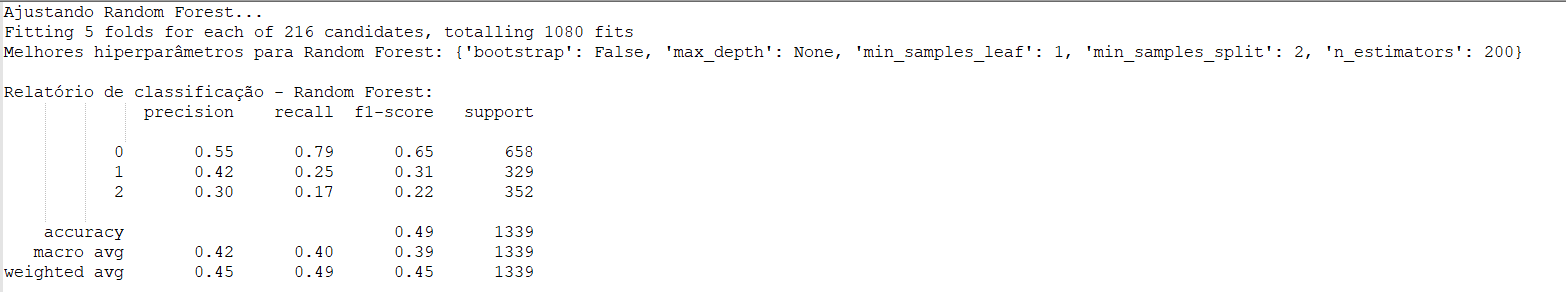 Ajustando Random Forest...
Fitting 5 folds for each of 216 candidates, totalling 1080 fits
Melhores hiperparâmetros para Random Forest: {'bootstrap': False, 'max_depth': None, 'min_samples_leaf': 1, 'min_samples_split': 2, 'n_estimators': 200}
Relatório de classificação - Random Forest:
precision recall f1-score support
0 0.55 0.79 0.65 658
1 0.42 0.25 0.31 329
2 0.30 0.17 0.22 352
accuracy 0.49 1339
macro avg 0.42 0.40 0.39 1339
weighted avg 0.45 0.49 0.45 1339